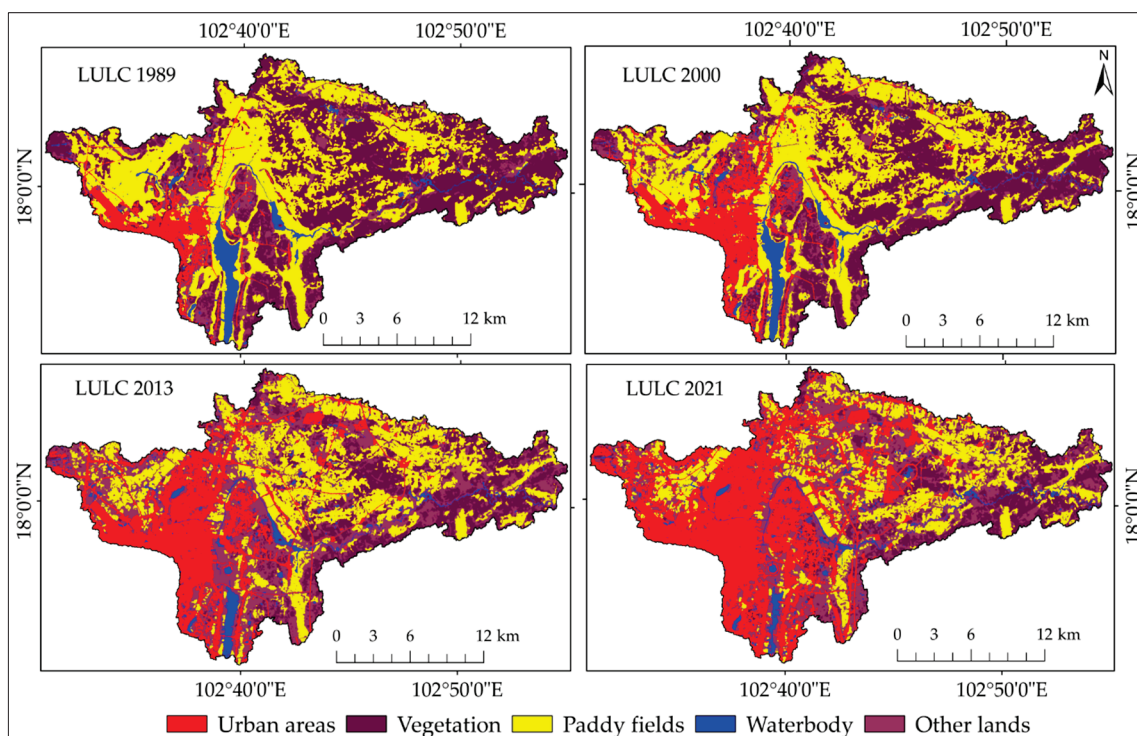 102°40'0"E 102°50'0"E 102°40'0"E 102°50'0"E
LULC 1989
LULC 2000
N
18°0'0"N
18°0'0"N
0 3 6 12 km
0 3 6 12 km
LULC 2013
LULC 2021
18°0'0"N
18°0'0"N
0 3 6 12 km
0 3 6 12 km
102°40'0"E 102°50'0"E 102°40'0"E 102°50'0"E
Urban areas Vegetation Paddy fields Waterbody Other lands